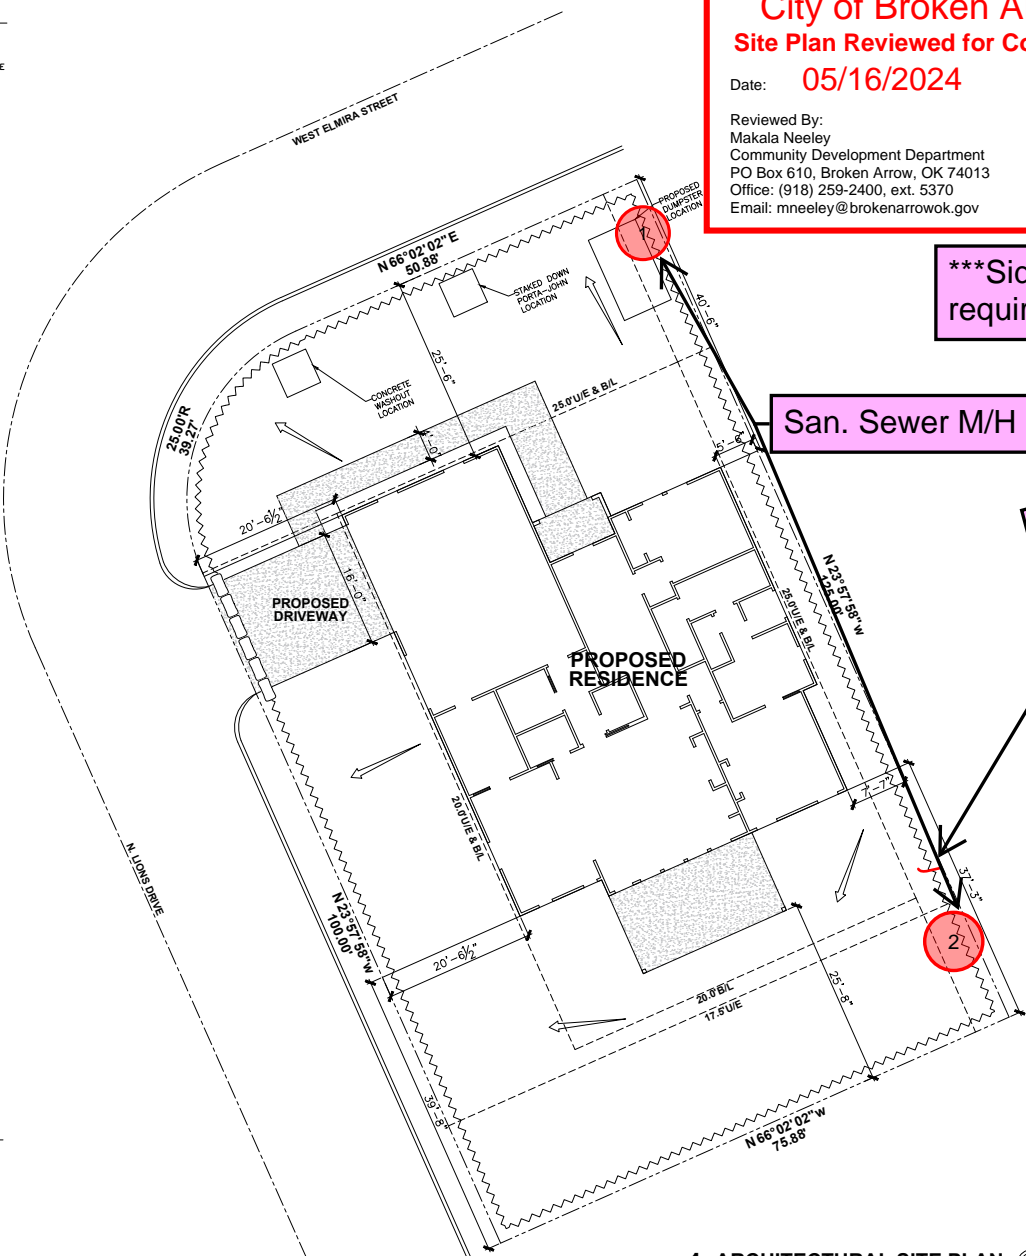 City of Broken A
Site Plan Reviewed for Co
Date: 05/16/2024
Reviewed By:
Makala Neeley
Community Development Department
PO Box 610, Broken Arrow, OK 74013
Office: (918) 259-2400, ext. 5370
Email: mneeley@brokenarrowok.gov
E
WEST ELMIRA STREET
PROPOSED
DUMPSTER
LOCATION
1
N 66°02'02" E
50.88'
***Sid
requir
STAKED DOWN
PORTA-JOHN
LOCATION
40'-6"
25'-6"
CONCRETE
WASHOUT
LOCATION
25.0'U/E & B/L
25.00'R
39.27'
San. Sewer M/H
20'-6½"
16'-0"
PROPOSED
DRIVEWAY
N 23°57'58" w
125.00'
25.0'U/E & B/L
PROPOSED
RESIDENCE
7'-7"
20.0'U/E & B/L
N. LIONS DRIVE
37'-3"
2
N 23°57'58" w
100.00'
20'-6½"
20.0'B/L
17.5'U/E
25'-8"
39'-8"
N 66°02'02" w
75.88'